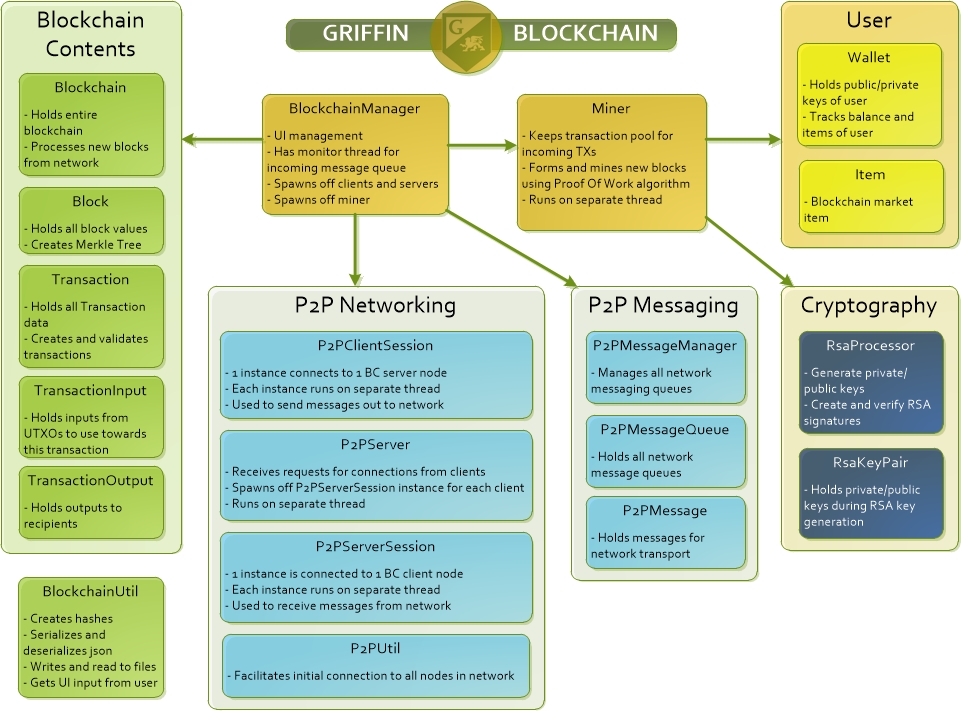 GRIFFIN
G
BLOCKCHAIN
Blockchain
Contents
Blockchain
- Holds entire
blockchain
- Processes new blocks
from network
Block
- Holds all block values
- Creates Merkle Tree
Transaction
- Holds all Transaction
data
- Creates and validates
transactions
TransactionInput
- Holds inputs from
UTXOs to use towards
this transaction
TransactionOutput
- Holds outputs to
recipients
BlockchainUtil
- Creates hashes
- Serializes and
deserializes json
- Writes and read to files
- Gets UI input from user
BlockchainManager
- UI management
- Has monitor thread for
incoming message queue
- Spawns off clients and servers
- Spawns off miner
Miner
- Keeps transaction pool for
incoming TXs
- Forms and mines new blocks
using Proof Of Work algorithm
- Runs on separate thread
User
Wallet
- Holds public/private
keys of user
- Tracks balance and
items of user
Item
- Blockchain market
item
P2P Networking
P2PClientSession
- 1 instance connects to 1 BC server node
- Each instance runs on separate thread
- Used to send messages out to network
P2PServer
- Receives requests for connections from clients
- Spawns off P2PServerSession instance for each client
- Runs on separate thread
P2PServerSession
- 1 instance is connected to 1 BC client node
- Each instance runs on separate thread
- Used to receive messages from network
P2PUtil
- Facilitates initial connection to all nodes in network
P2P Messaging
P2PMessageManager
- Manages all network
messaging queues
P2PMessageQueue
- Holds all network
message queues
P2PMessage
- Holds messages for
network transport
Cryptography
RsaProcessor
- Generate private/
public keys
- Create and verify RSA
signatures
RsaKeyPair
- Holds private/public
keys during RSA key
generation